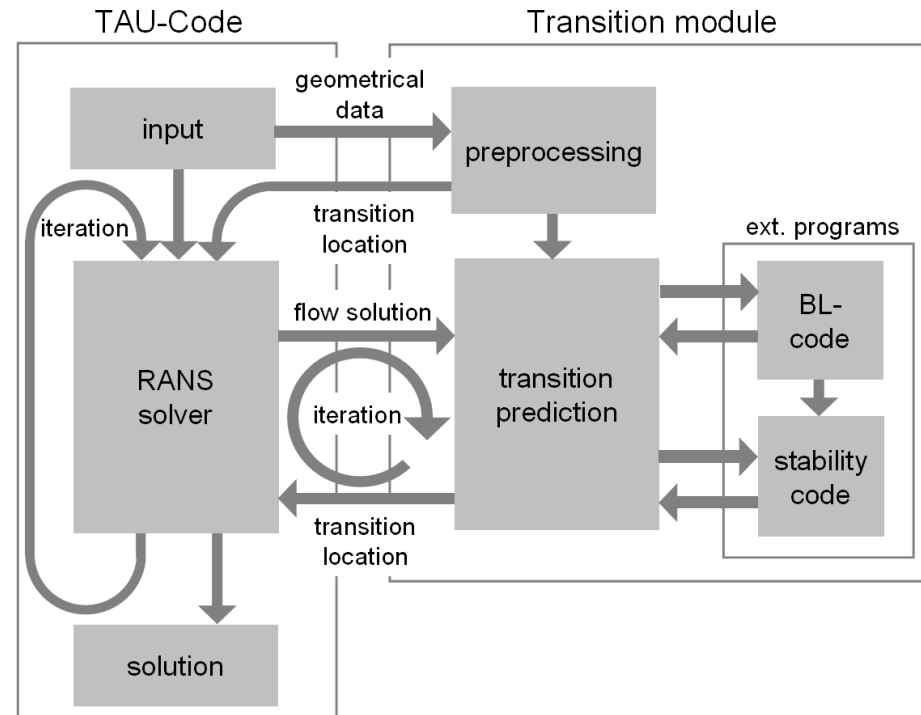 TAU-Code
Transition module
geometrical
data
input
preprocessing
transition
location
iteration
ext. programs
flow solution
BL-
code
RANS
solver
iteration
transition
prediction
stability
code
transition
location
solution